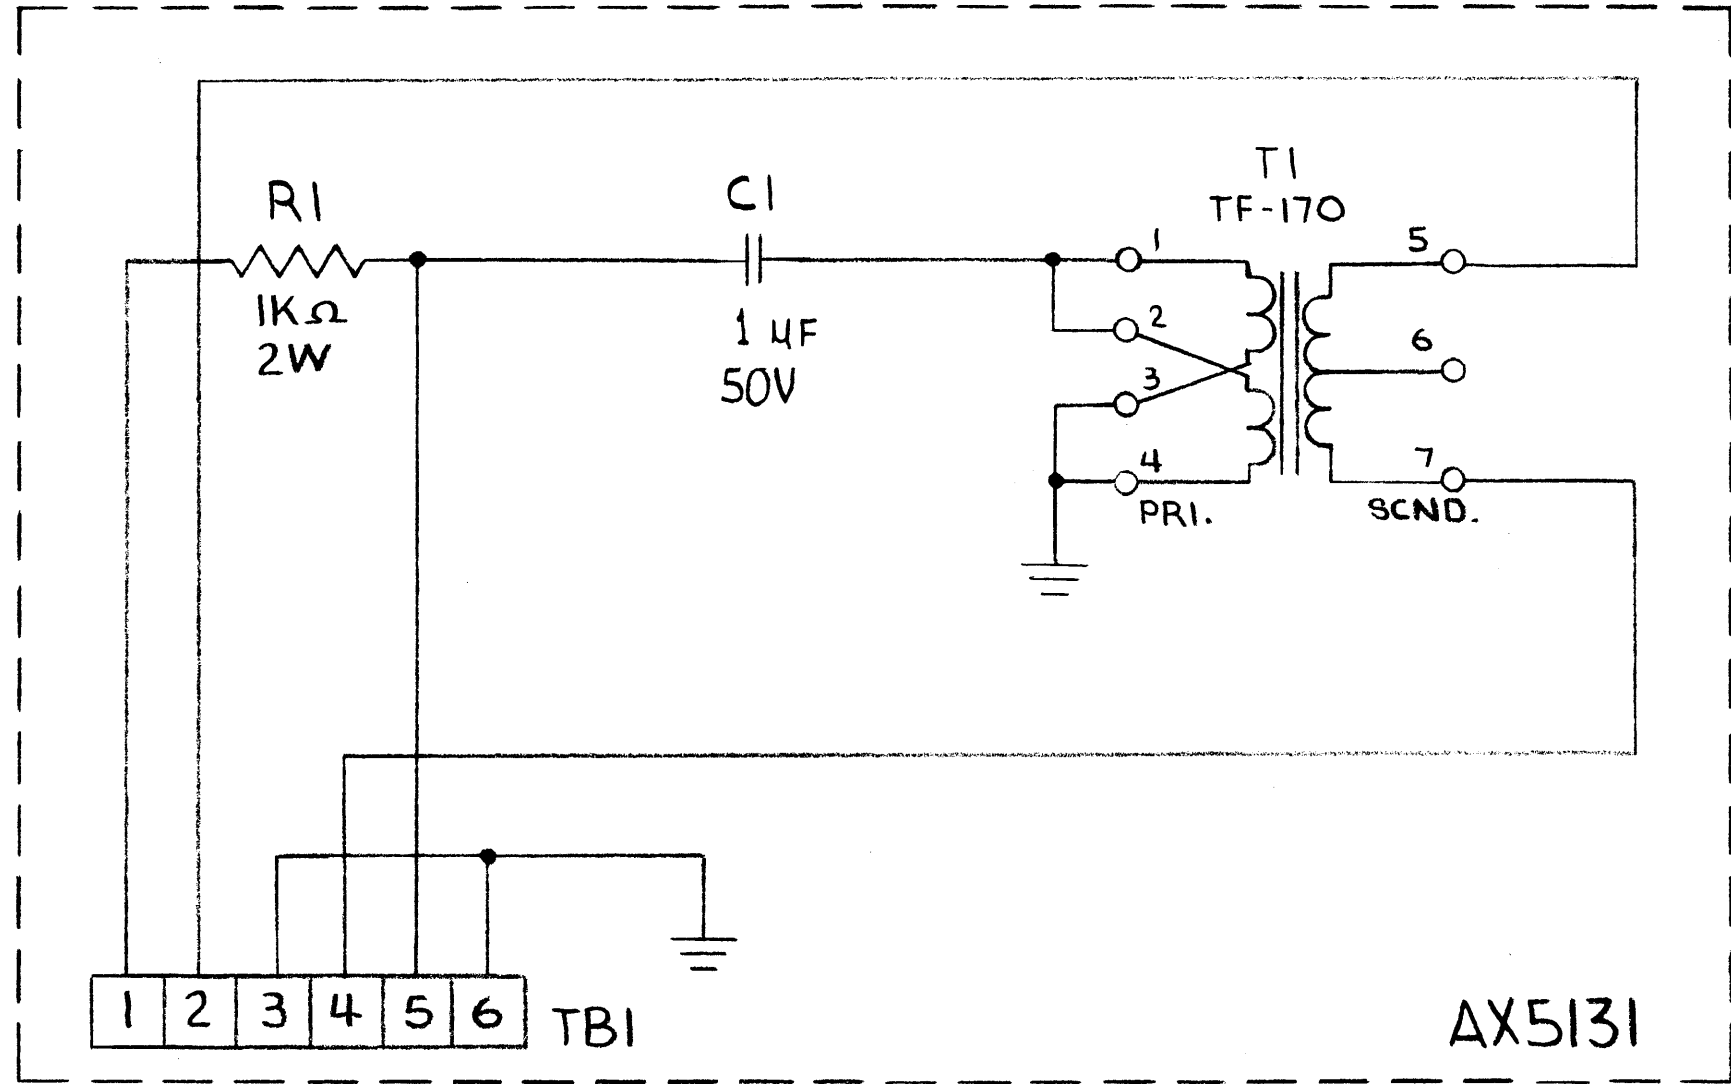 T1
TF-170
R1
1KΩ
2W
C1
1 µF
50V
1
2
3
4
PRI.
5
6
7
SCND.
1 2 3 4 5 6
TB1
AX5131